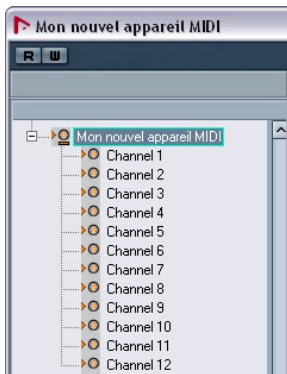 Mon nouvel appareil MIDI
R W
Mon nouvel appareil MIDI
Channel 1
Channel 2
Channel 3
Channel 4
Channel 5
Channel 6
Channel 7
Channel 8
Channel 9
Channel 10
Channel 11
Channel 12